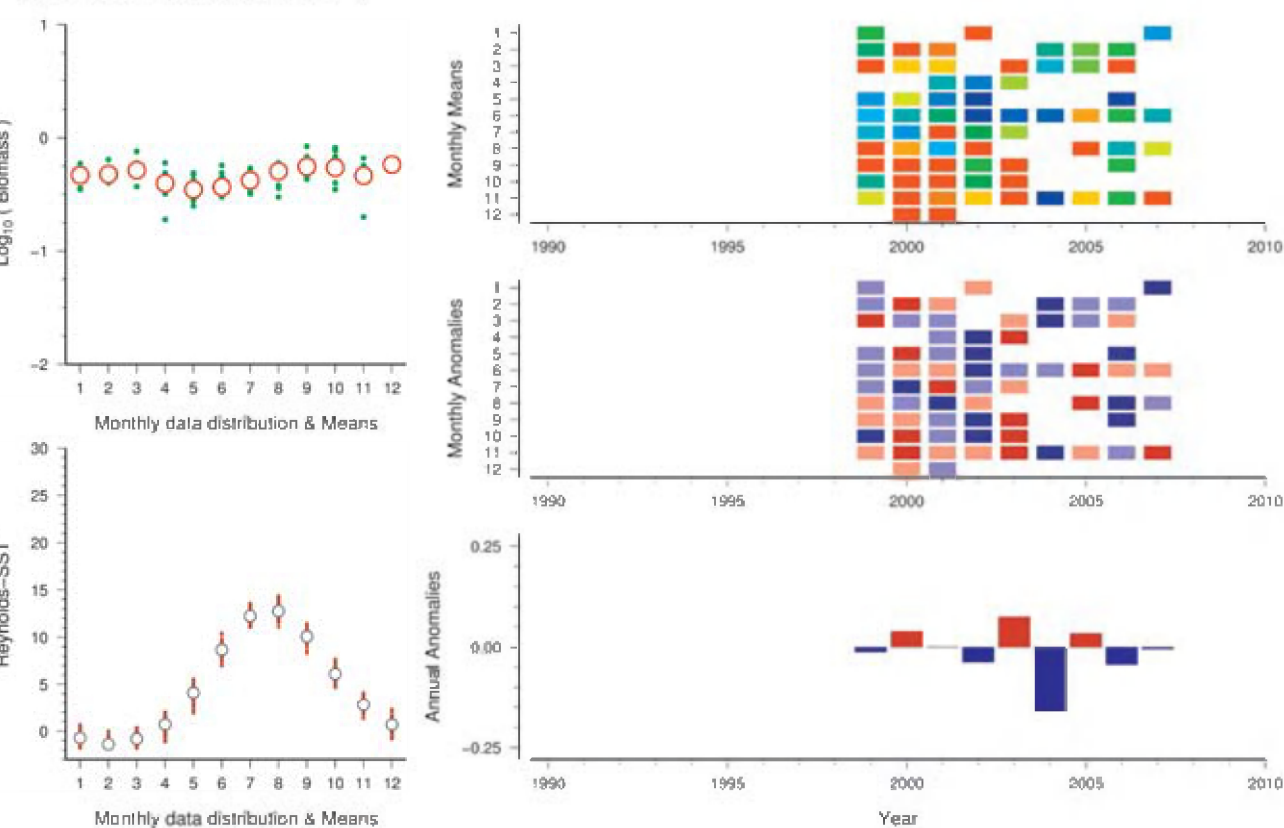 Log₁₀ ( Biomass )
1
0
−1
−2
1 2 3 4 5 6 7 8 9 10 11 12
Monthly data distribution & Means
Reynolds−SST
30
25
20
15
10
5
0
1 2 3 4 5 6 7 8 9 10 11 12
Monthly data distribution & Means
Monthly Means
1
2
3
4
5
6
7
8
9
10
11
12
1990 1995 2000 2005 2010
Monthly Anomalies
1
2
3
4
5
6
7
8
9
10
11
12
1990 1995 2000 2005 2010
Annual Anomalies
0.25
0.00
−0.25
1990 1995 2000 2005 2010
Year